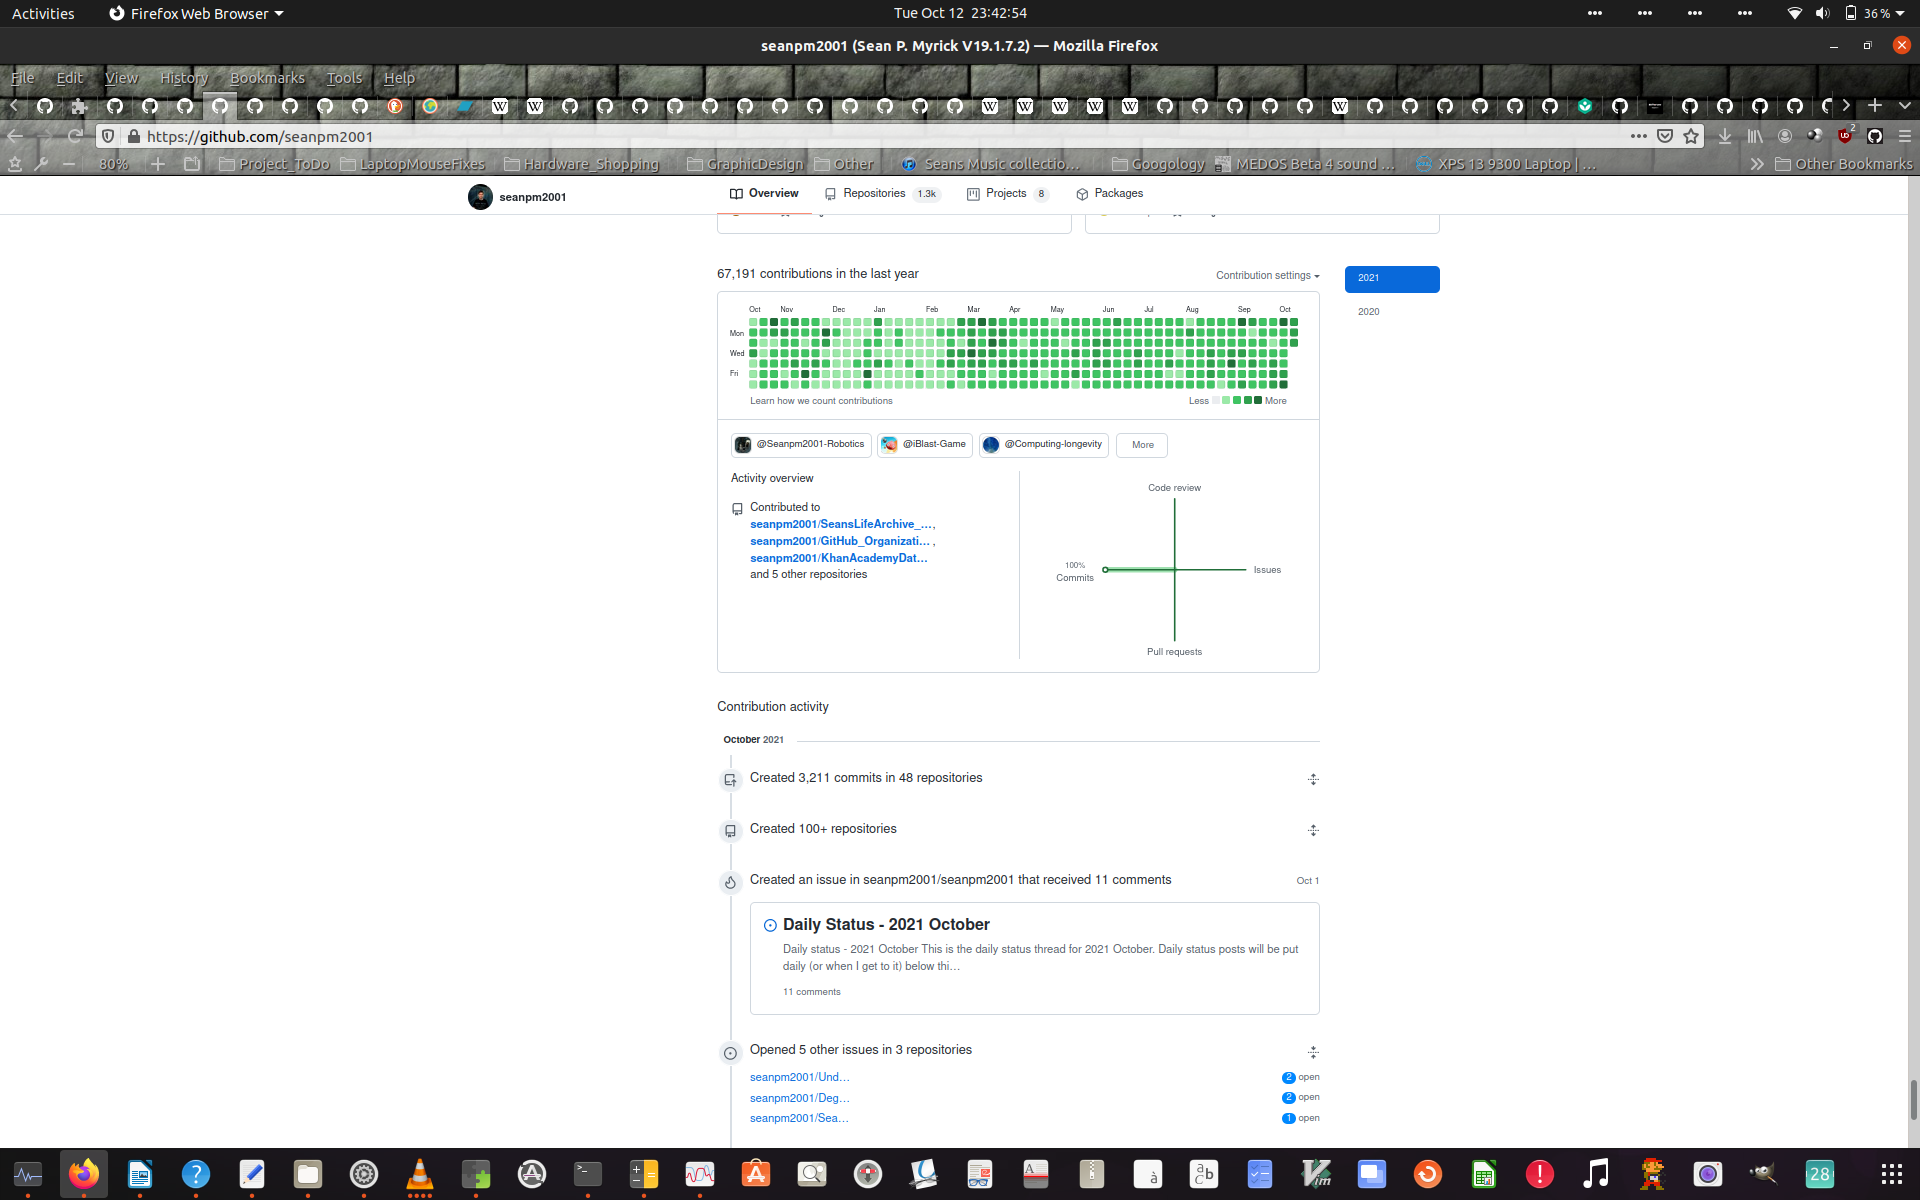 Activities
Firefox Web Browser
Tue Oct 12 23:42:54
36 %
seanpm2001 (Sean P. Myrick V19.1.7.2) — Mozilla Firefox
File Edit View History Bookmarks Tools Help
https://github.com/seanpm2001
2
80%
Project_ToDo
LaptopMouseFixes
Hardware_Shopping
GraphicDesign
Other
Seans Music collectio…
Googology
MEDOS Beta 4 sound …
XPS 13 9300 Laptop | …
Other Bookmarks
seanpm2001
Overview
Repositories 1.3k
Projects 8
Packages
67,191 contributions in the last year
Contribution settings
2021
2020
Oct Nov Dec Jan Feb Mar Apr May Jun Jul Aug Sep Oct
Mon
Wed
Fri
Learn how we count contributions
Less More
@Seanpm2001-Robotics
@iBlast-Game
@Computing-longevity
More
Activity overview
Contributed to
seanpm2001/SeansLifeArchive_…,
seanpm2001/GitHub_Organizati… ,
seanpm2001/KhanAcademyDat…
and 5 other repositories
Code review
100%
Commits
Issues
Pull requests
Contribution activity
October 2021
Created 3,211 commits in 48 repositories
Created 100+ repositories
Created an issue in seanpm2001/seanpm2001 that received 11 comments
Oct 1
Daily Status - 2021 October
Daily status - 2021 October This is the daily status thread for 2021 October. Daily status posts will be put
daily (or when I get to it) below thi…
11 comments
Opened 5 other issues in 3 repositories
seanpm2001/Und…
2 open
seanpm2001/Deg…
2 open
seanpm2001/Sea…
1 open
28